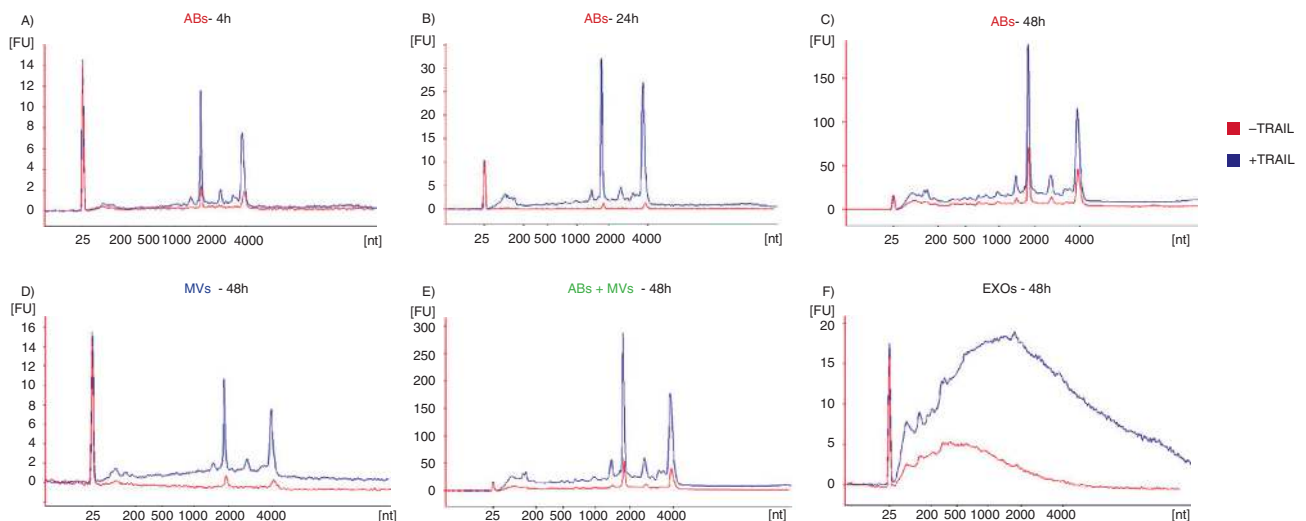 A) ABs- 4h
[FU]
14
12
10
8
6
4
2
0
25 200 500 1000 2000 4000 [nt]
B) ABs- 24h
[FU]
35
30
25
20
15
10
5
0
25 200 500 1000 2000 4000 [nt]
C) ABs- 48h
[FU]
150
100
50
0
25 200 500 1000 2000 4000 [nt]
–TRAIL
+TRAIL
D) MVs - 48h
[FU]
16
14
12
10
8
6
4
2
0
25 200 500 1000 2000 4000 [nt]
E) ABs + MVs - 48h
[FU]
300
250
200
150
100
50
0
25 200 500 1000 2000 4000 [nt]
F) EXOs - 48h
[FU]
20
15
10
5
0
25 200 500 1000 2000 4000 [nt]